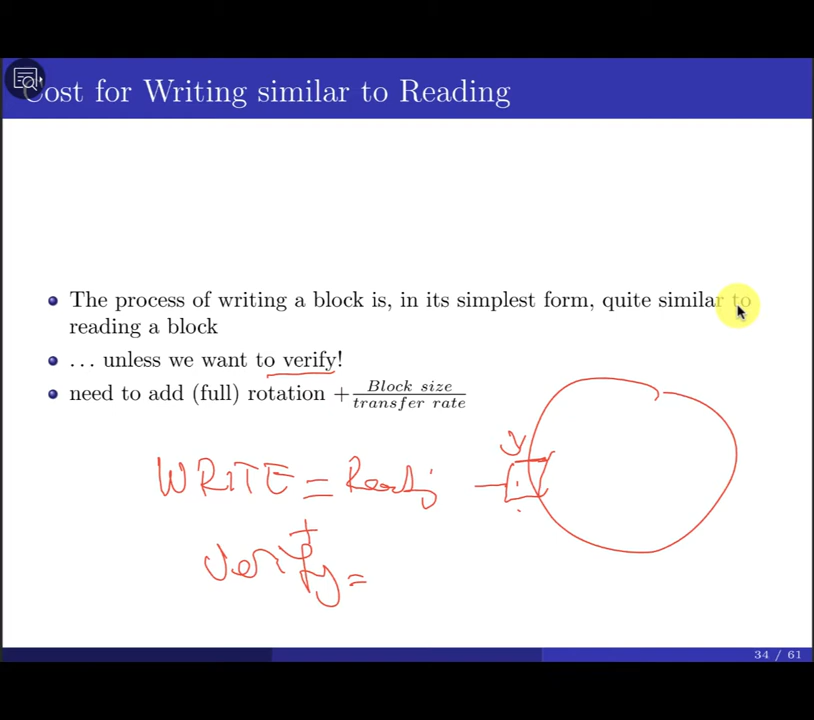 Cost for Writing similar to Reading
The process of writing a block is, in its simplest form, quite similar to
reading a block
... unless we want to verify!
need to add (full) rotation + Block size / transfer rate
WRITE = Reading
+
Verify =
34 / 61